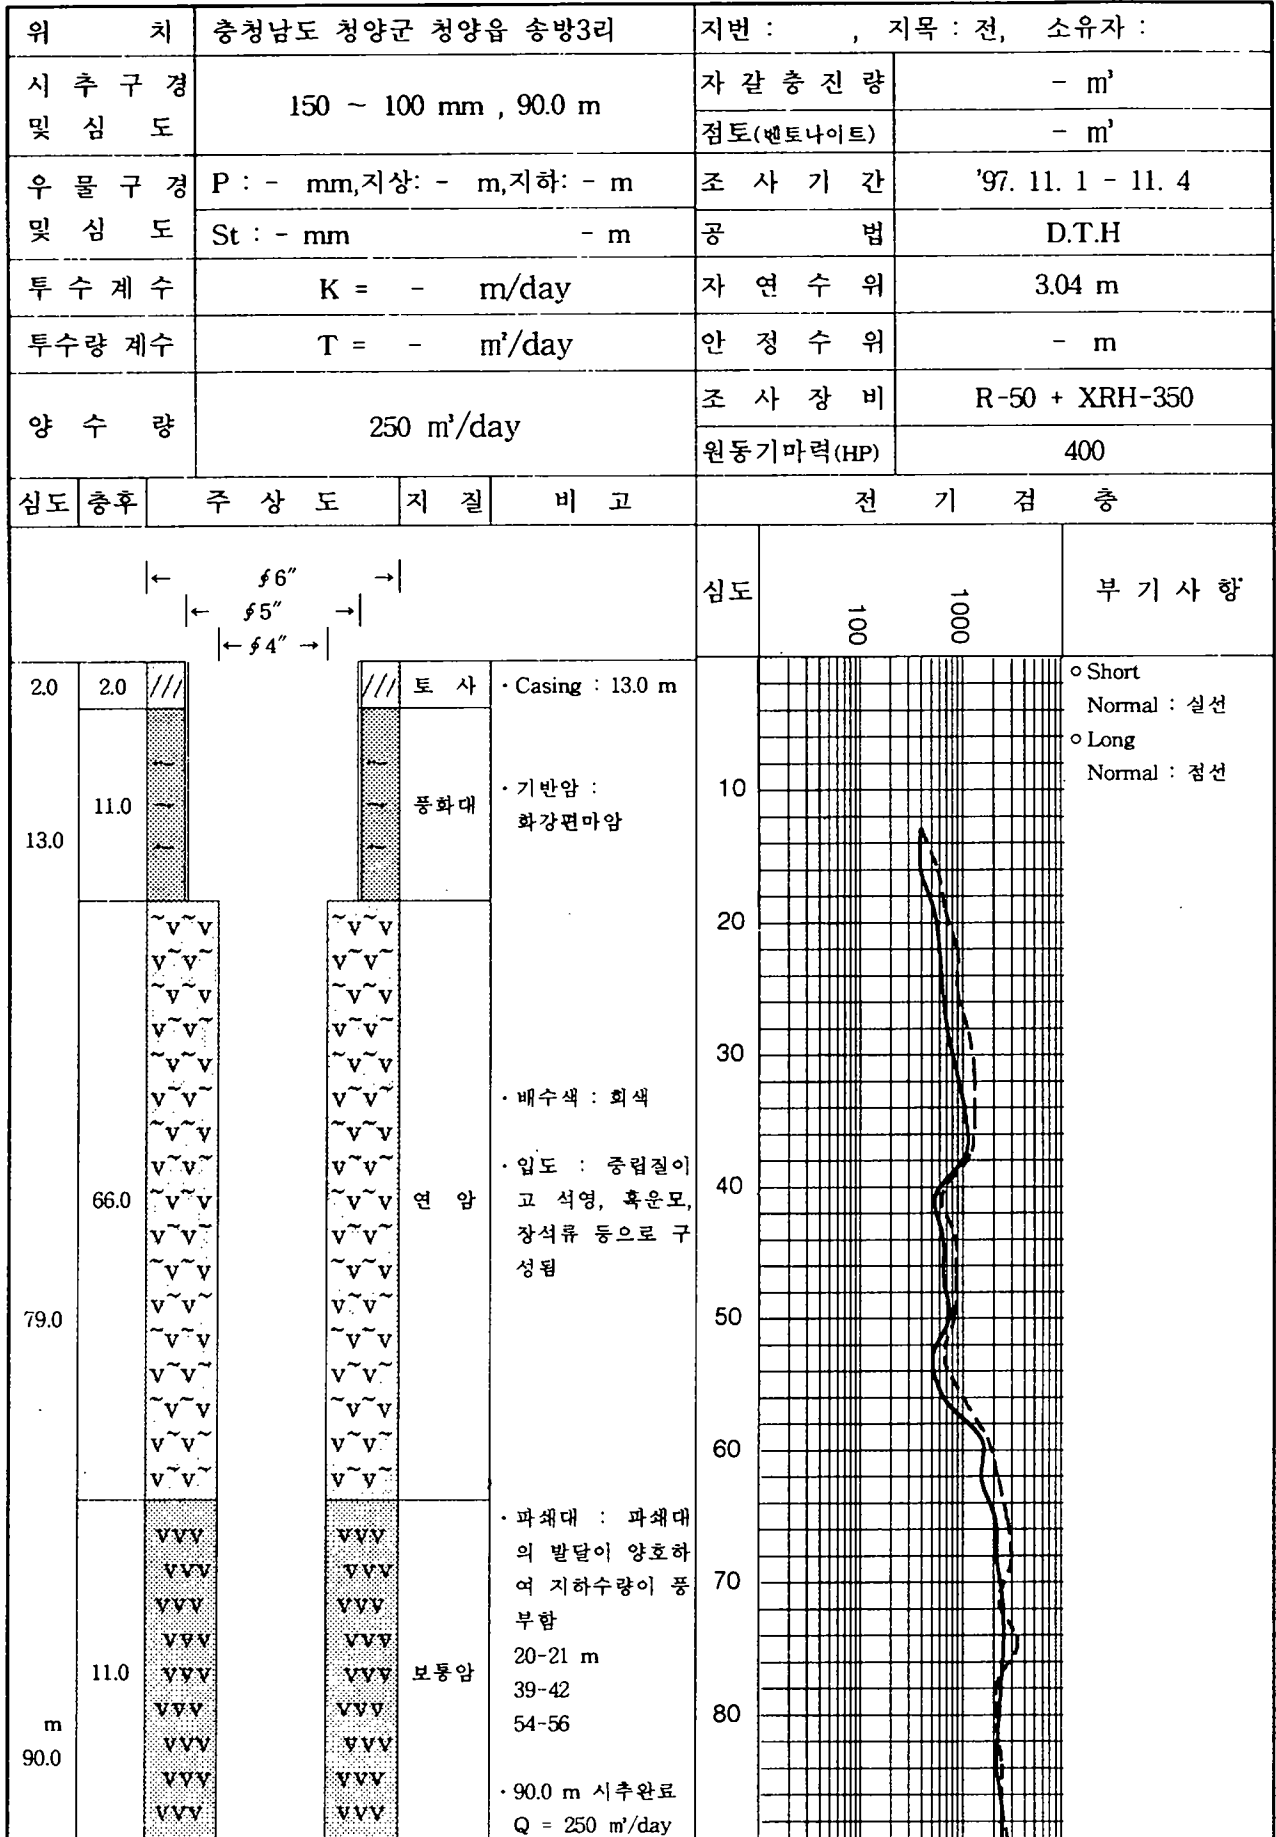 위 치 충청남도 청양군 청양읍 송방3리 지번 : , 지목 : 전, 소유자 :
시 추 구 경 및 심 도 150 ~ 100 mm , 90.0 m 자 갈 충 진 량 - m³
점토(벤토나이트) - m³
우 물 구 경 및 심 도 P : - mm,지상: - m,지하: - m 조 사 기 간 '97. 11. 1 - 11. 4
St : - mm - m 공 법 D.T.H
투 수 계 수 K = - m/day 자 연 수 위 3.04 m
투수량 계수 T = - m²/day 안 정 수 위 - m
양 수 량 250 m³/day 조 사 장 비 R-50 + XRH-350
원동기마력(HP) 400
심도 층후 주 상 도 지 질 비 고 전 기 검 층
|← ∮6″ →|
|← ∮5″ →|
|← ∮4″ →|
심도 100 1000 부 기 사 항
2.0 2.0 /// /// 토 사 · Casing : 13.0 m
13.0 11.0 풍화대 · 기반암 :
화강편마암
79.0 66.0 연 암 · 배수색 : 회색
· 입도 : 중립질이
고 석영, 흑운모,
장석류 등으로 구
성됨
m
90.0 11.0 보통암 · 파쇄대 : 파쇄대
의 발달이 양호하
여 지하수량이 풍
부함
20-21 m
39-42
54-56
· 90.0 m 시추완료
Q = 250 m³/day
○ Short
Normal : 실선
○ Long
Normal : 점선
10
20
30
40
50
60
70
80